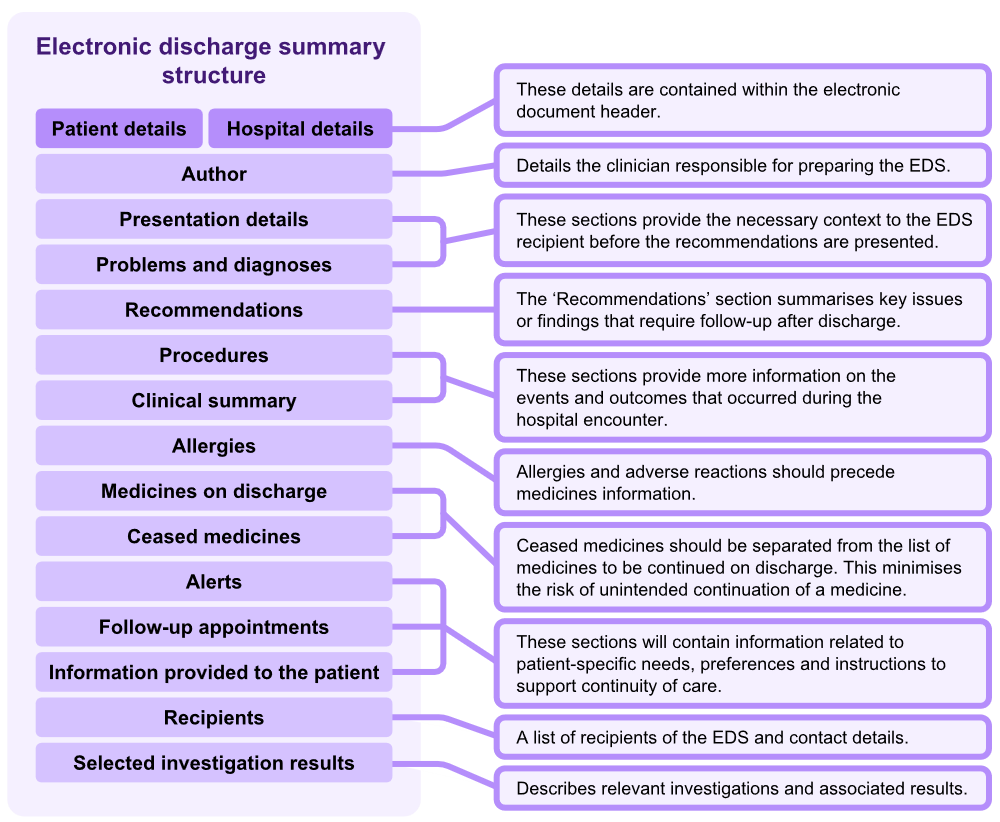 Electronic discharge summary
structure
Patient details
Hospital details
These details are contained within the electronic
document header.
Author
Details the clinician responsible for preparing the EDS.
Presentation details
Problems and diagnoses
These sections provide the necessary context to the EDS
recipient before the recommendations are presented.
Recommendations
The ‘Recommendations’ section summarises key issues
or findings that require follow-up after discharge.
Procedures
Clinical summary
These sections provide more information on the
events and outcomes that occurred during the
hospital encounter.
Allergies
Allergies and adverse reactions should precede
medicines information.
Medicines on discharge
Ceased medicines
Ceased medicines should be separated from the list of
medicines to be continued on discharge. This minimises
the risk of unintended continuation of a medicine.
Alerts
Follow-up appointments
Information provided to the patient
These sections will contain information related to
patient-specific needs, preferences and instructions to
support continuity of care.
Recipients
A list of recipients of the EDS and contact details.
Selected investigation results
Describes relevant investigations and associated results.